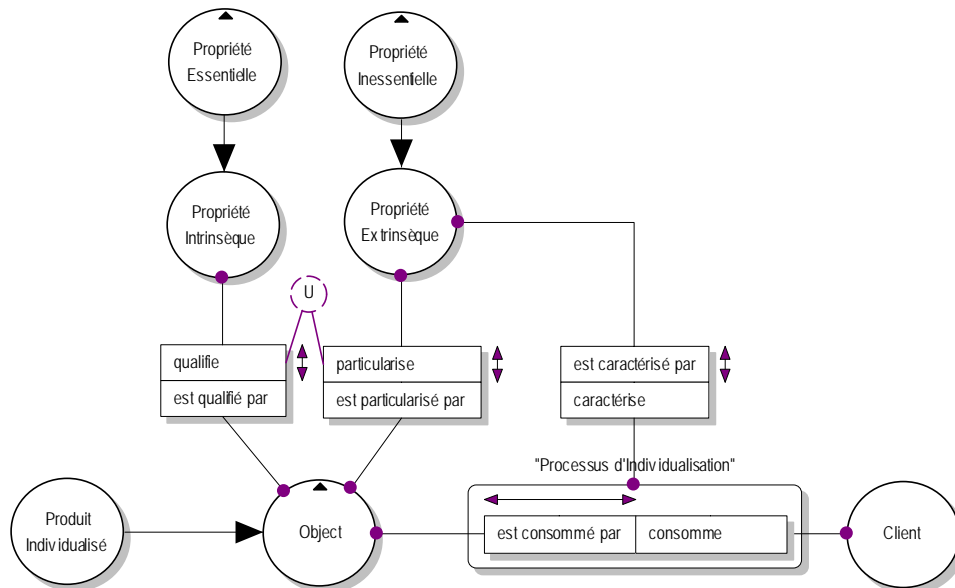 Propriété
Essentielle
Propriété
Inessentielle
Propriété
Intrinsèque
Propriété
Extrinsèque
U
qualifie
est qualifié par
particularise
est particularisé par
est caractérisé par
caractérise
"Processus d'Individualisation"
Produit
Individualisé
Object
est consommé par
consomme
Client